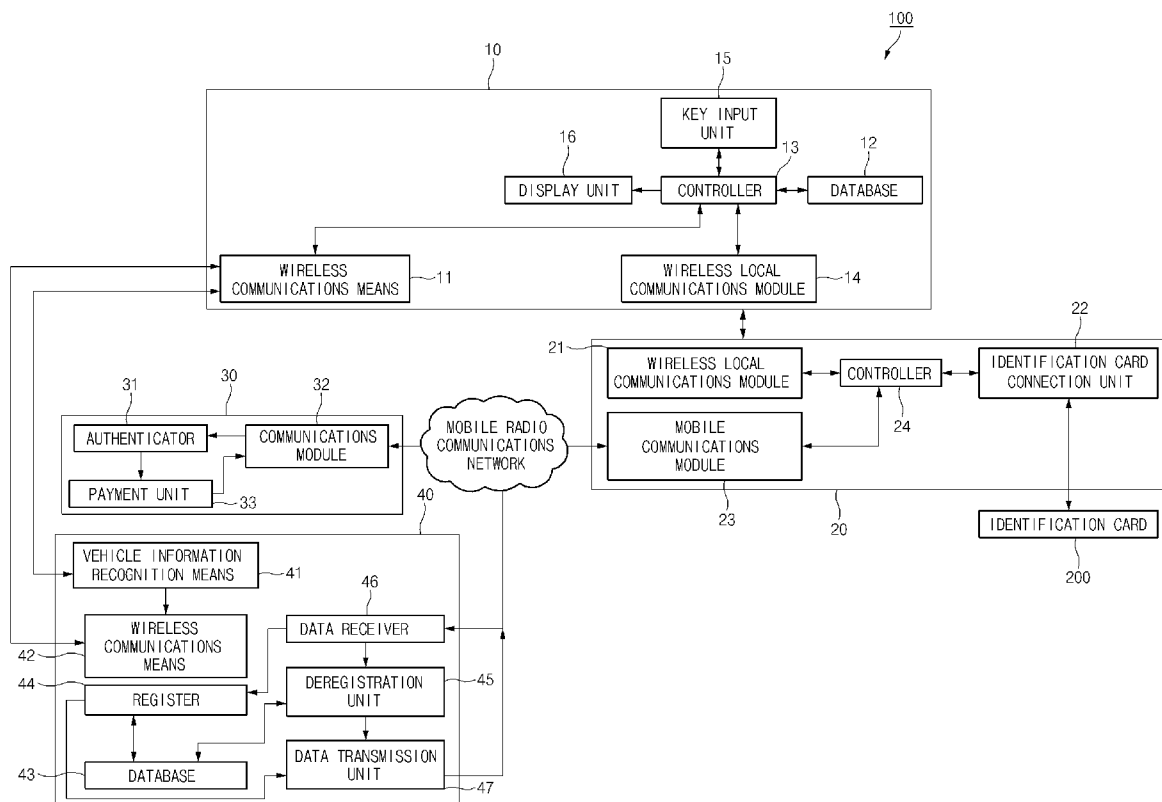 100
10
15
KEY INPUT
UNIT
16
13
12
DISPLAY UNIT
CONTROLLER
DATABASE
WIRELESS
COMMUNICATIONS MEANS
11
WIRELESS LOCAL
COMMUNICATIONS MODULE
14
21
WIRELESS LOCAL
COMMUNICATIONS MODULE
CONTROLLER
24
22
IDENTIFICATION CARD
CONNECTION UNIT
MOBILE
COMMUNICATIONS
MODULE
23
20
IDENTIFICATION CARD
200
MOBILE RADIO
COMMUNICATIONS
NETWORK
30
31
32
AUTHENTICATOR
COMMUNICATIONS
MODULE
PAYMENT UNIT
33
40
VEHICLE INFORMATION
RECOGNITION MEANS
41
WIRELESS
COMMUNICATIONS
MEANS
42
46
DATA RECEIVER
44
REGISTER
DEREGISTRATION
UNIT
45
43
DATABASE
DATA TRANSMISSION
UNIT
47